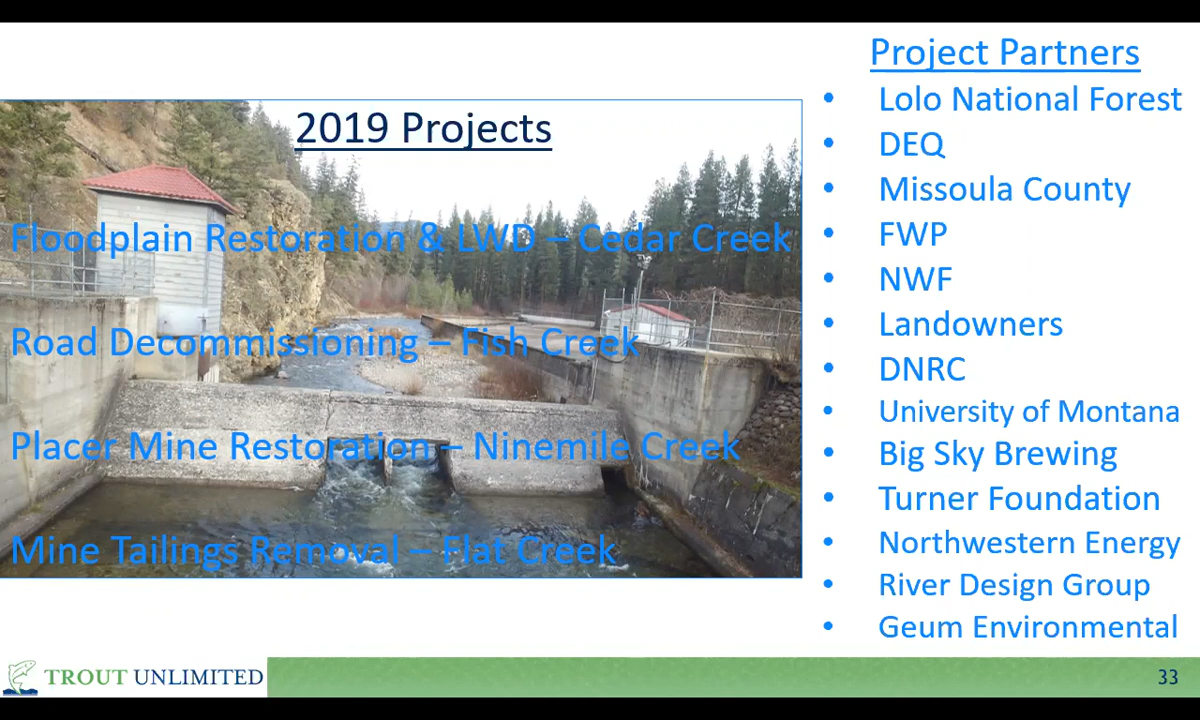 2019 Projects
Floodplain Restoration & LWD – Cedar Creek
Road Decommissioning – Fish Creek
Placer Mine Restoration – Ninemile Creek
Mine Tailings Removal – Flat Creek
Project Partners
• Lolo National Forest
• DEQ
• Missoula County
• FWP
• NWF
• Landowners
• DNRC
• University of Montana
• Big Sky Brewing
• Turner Foundation
• Northwestern Energy
• River Design Group
• Geum Environmental
TROUT UNLIMITED
33